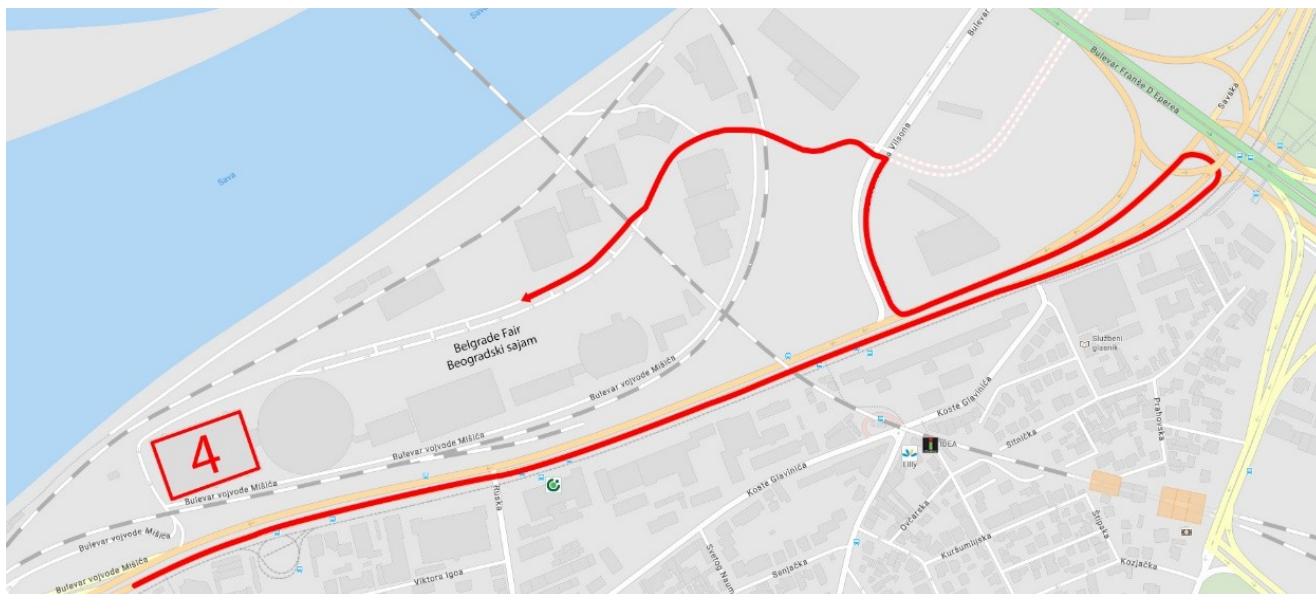 Sava
Bulevar
a Vilsona
Bulevar Franše D Eperea
Savska
Belgrade Fair
Beogradski sajam
4
Bulevar vojvode Mišića
Bulevar vojvode Mišića
Bulevar vojvode Mišića
Bulevar vojvode Mišića
Bulevar vojvode Mišića
Ruska
Viktora Igoa
Službeni
glasnik
Koste Glavinića
Koste Glavinića
IDEA
Lilly
Sitnička
Prahovska
Ovčarska
Kuršumlijska
Šripaka
Kozjačka
Senjačka
Svetog Naum